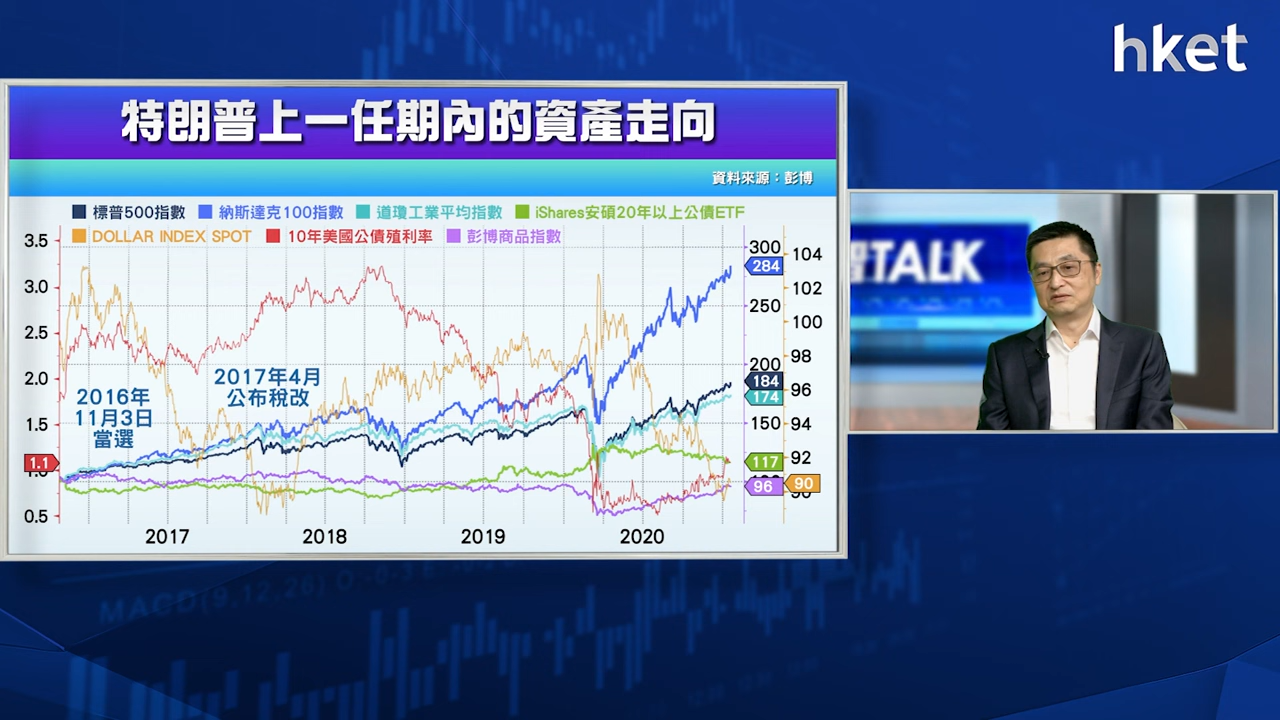 hket
特朗普上一任期內的資產走向
資料來源：彭博
標普500指數 納斯達克100指數 道瓊工業平均指數 iShares安碩20年以上公債ETF
DOLLAR INDEX SPOT 10年美國公債殖利率 彭博商品指數
3.5
3.0
2.5
2.0
1.5
1.1
0.5
2016年
11月3日
當選
2017年4月
公布稅改
300
284
250
200
184
174
150
117
96
104
102
100
98
96
94
92
90
2017 2018 2019 2020
TALK
MACD(9,12,26)